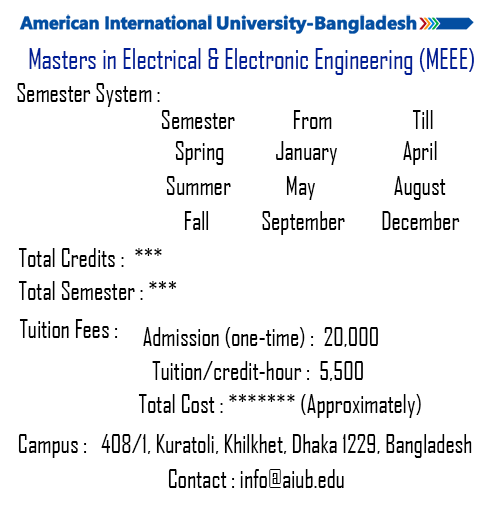 American International University-Bangladesh
Masters in Electrical & Electronic Engineering (MEEE)
Semester System :
Semester From Till
Spring January April
Summer May August
Fall September December
Total Credits : ***
Total Semester : ***
Tuition Fees : Admission (one-time) : 20,000
Tuition/credit-hour : 5,500
Total Cost : ******* (Approximately)
Campus : 408/1, Kuratoli, Khilkhet, Dhaka 1229, Bangladesh
Contact : info@aiub.edu